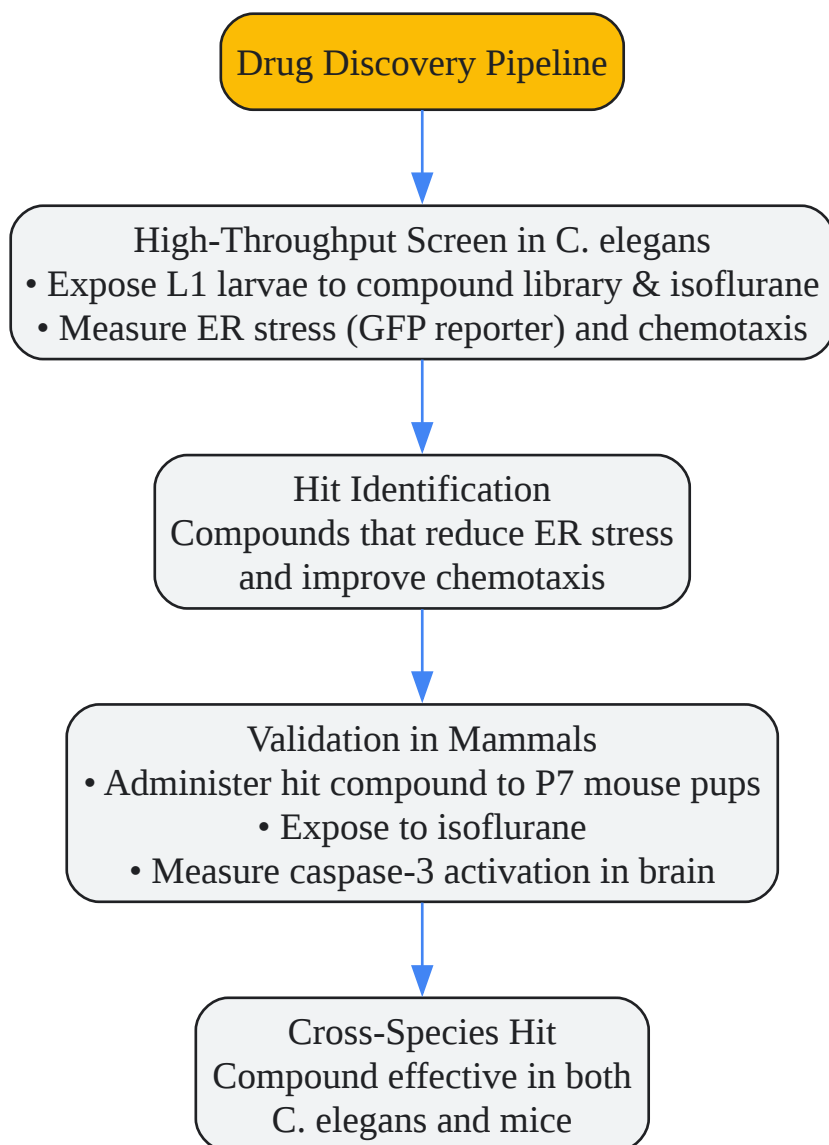 Drug Discovery Pipeline
High-Throughput Screen in C. elegans
• Expose L1 larvae to compound library & isoflurane
• Measure ER stress (GFP reporter) and chemotaxis
Hit Identification
Compounds that reduce ER stress
and improve chemotaxis
Validation in Mammals
• Administer hit compound to P7 mouse pups
• Expose to isoflurane
• Measure caspase-3 activation in brain
Cross-Species Hit
Compound effective in both
C. elegans and mice